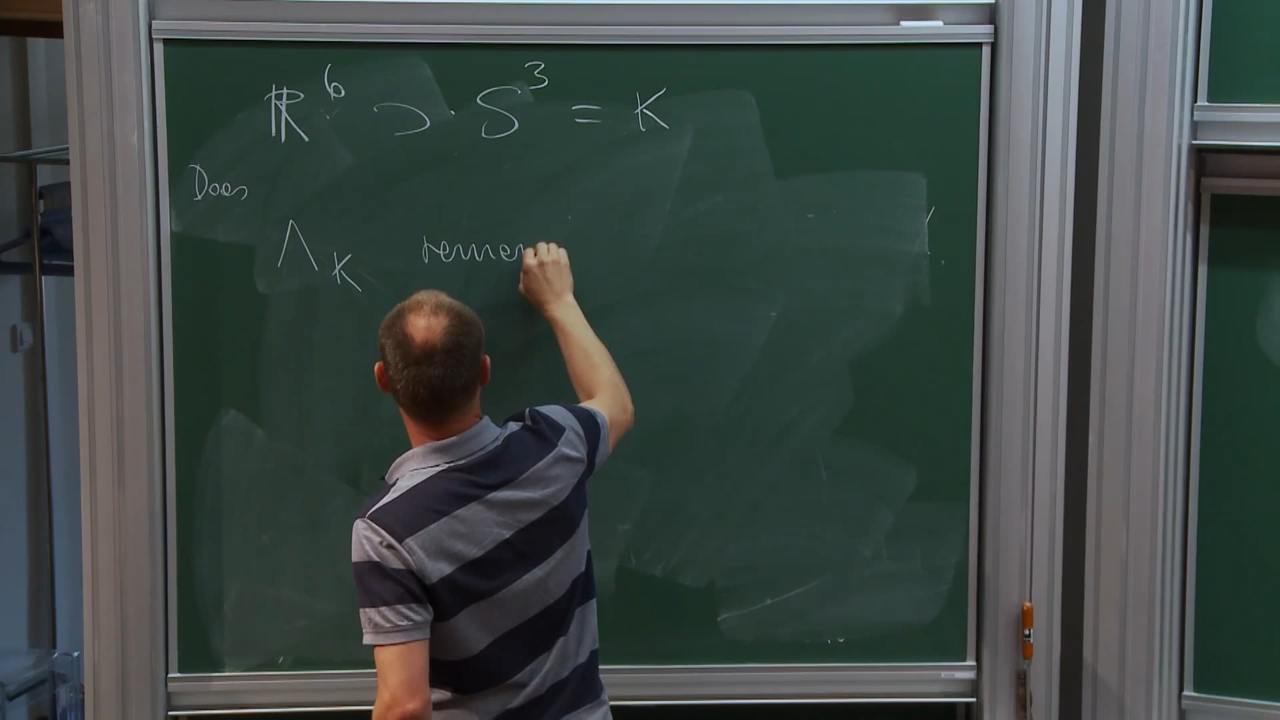 ℝ⁶ ⊃ S³ = K
Does
Λ_K remem